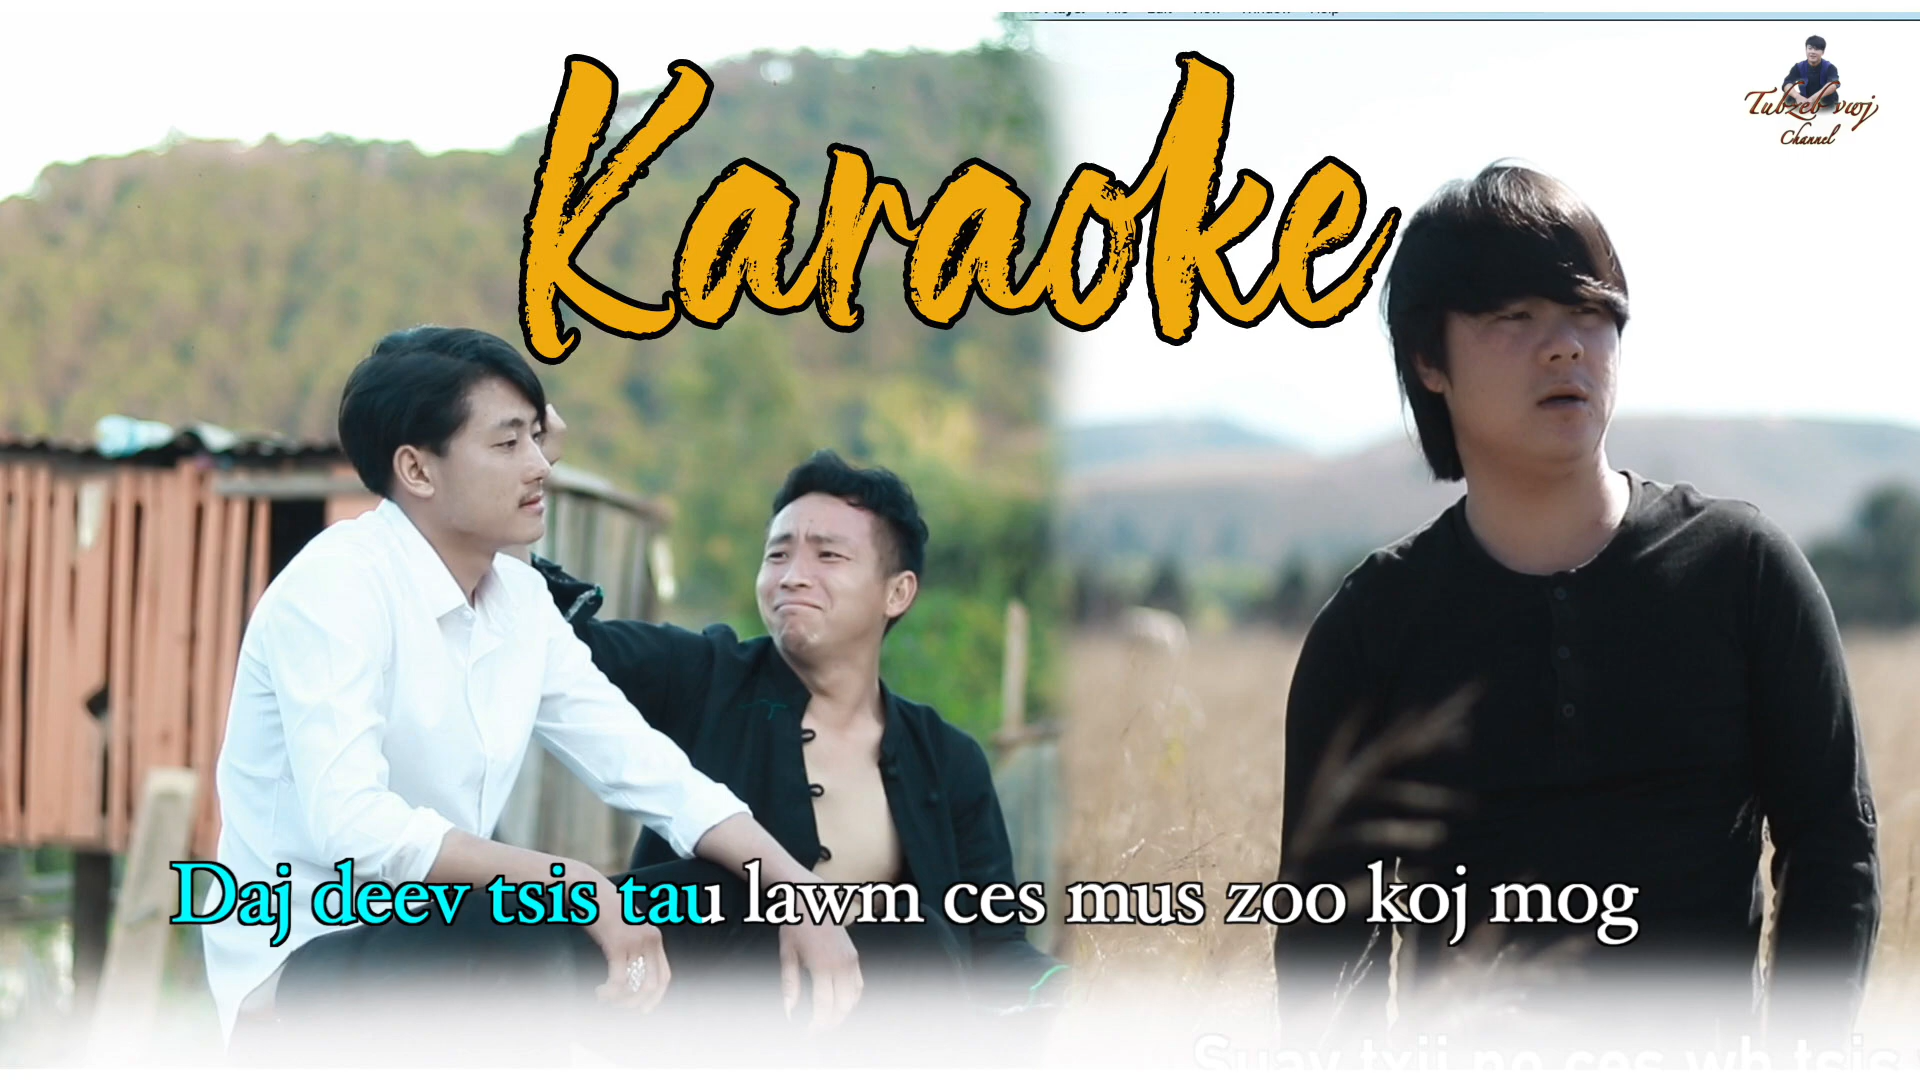 Karaoke
Tubzeb vwj
Channel
Daj deev tsis tau lawm ces mus zoo koj mog